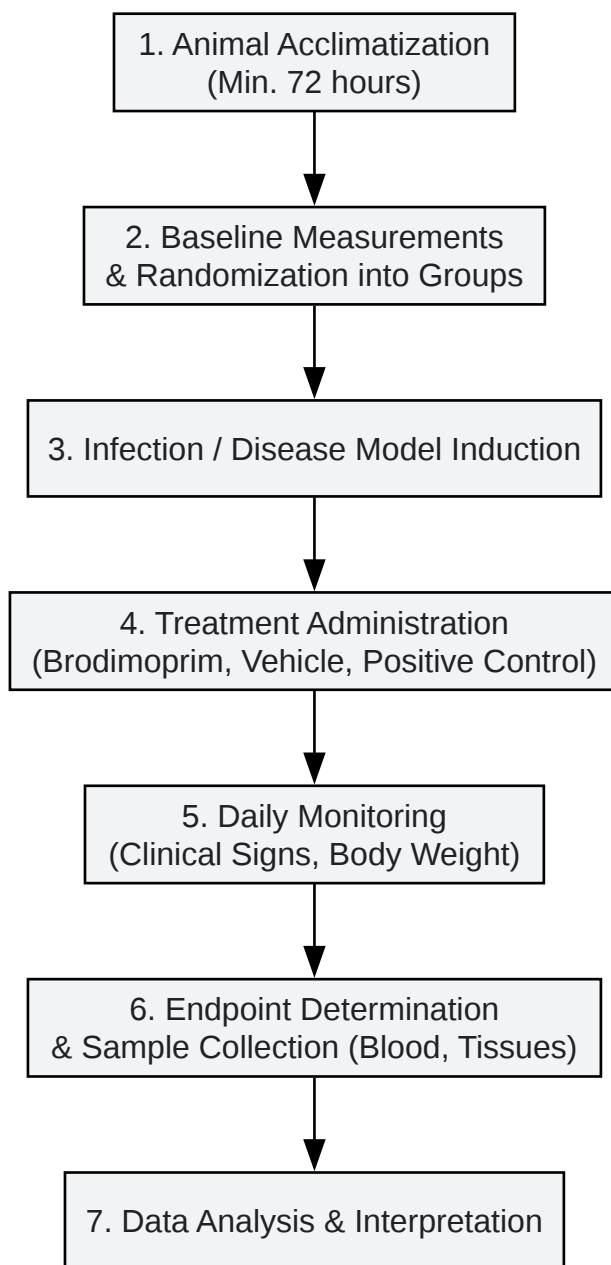 1. Animal Acclimatization
(Min. 72 hours)
2. Baseline Measurements
& Randomization into Groups
3. Infection / Disease Model Induction
4. Treatment Administration
(Brodimoprim, Vehicle, Positive Control)
5. Daily Monitoring
(Clinical Signs, Body Weight)
6. Endpoint Determination
& Sample Collection (Blood, Tissues)
7. Data Analysis & Interpretation